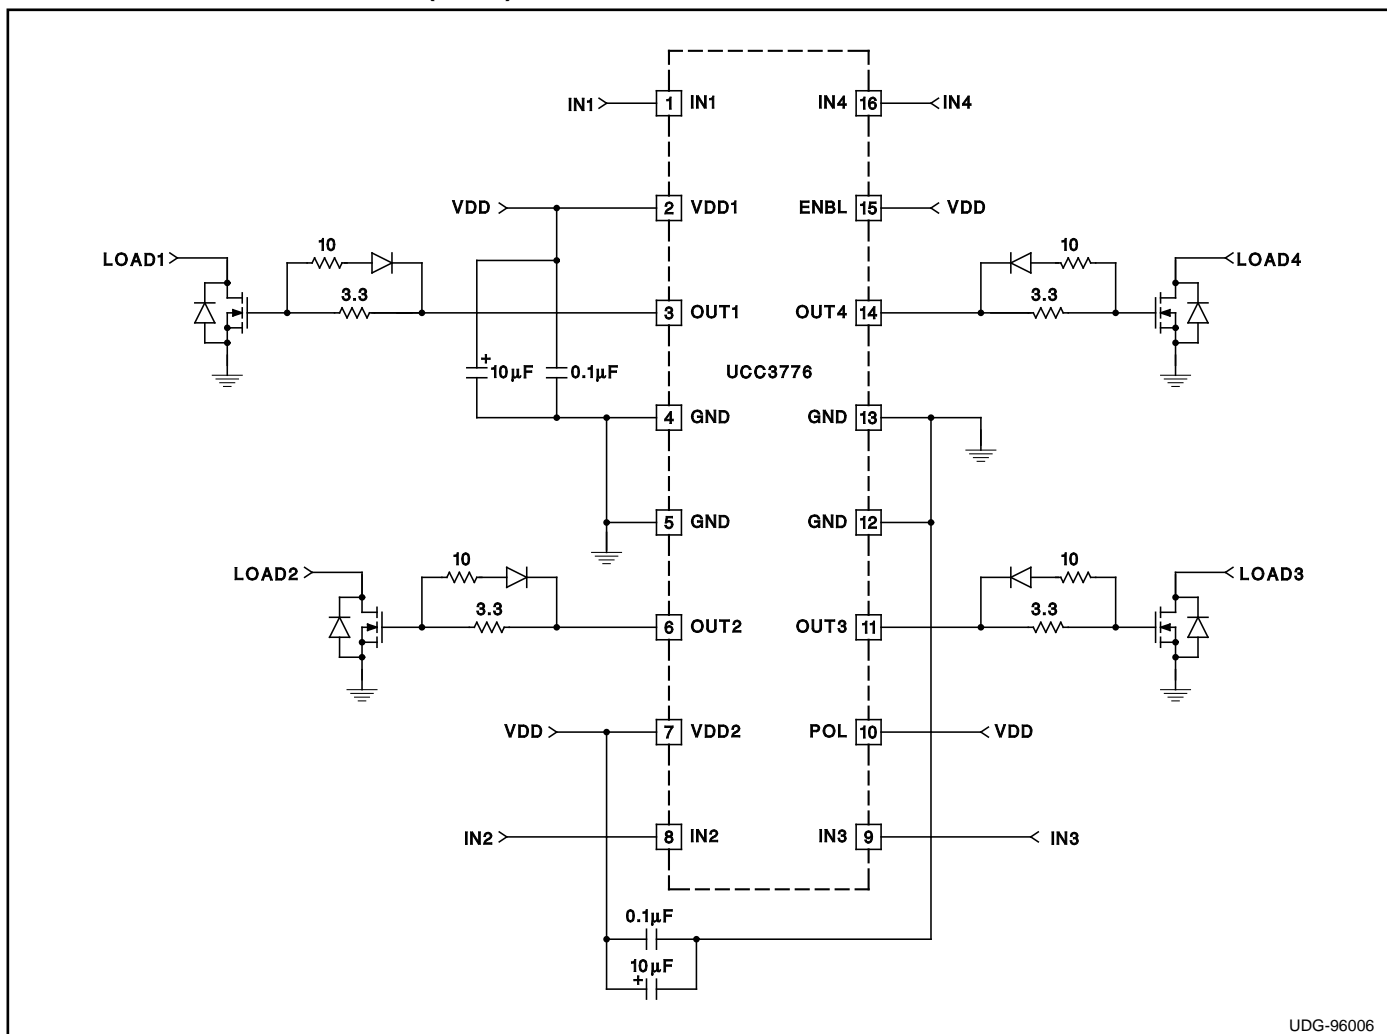 IN1 1 IN1 IN4 16 IN4
VDD 2 VDD1 ENBL 15 VDD
10 10
LOAD1 LOAD4
3.3 3.3
3 OUT1 OUT4 14
+
10µF 0.1µF UCC3776
4 GND GND 13
5 GND GND 12
10 10
LOAD2 LOAD3
3.3 3.3
6 OUT2 OUT3 11
VDD 7 VDD2 POL 10 VDD
IN2 8 IN2 IN3 9 IN3
0.1µF
10µF
+
UDG-96006